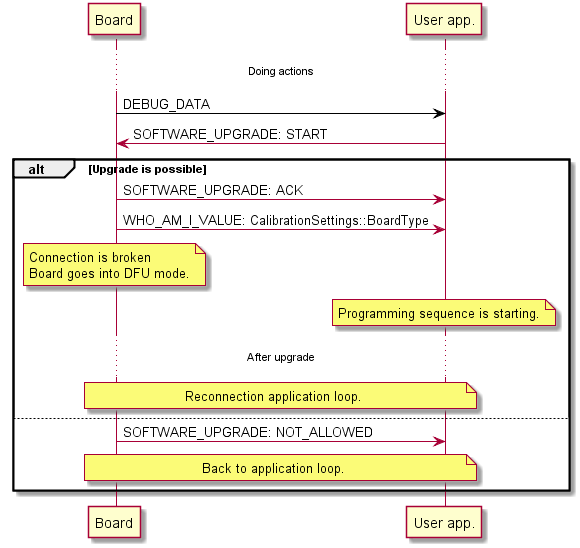 Board
User app.
Doing actions
DEBUG_DATA
SOFTWARE_UPGRADE: START
alt
[Upgrade is possible]
SOFTWARE_UPGRADE: ACK
WHO_AM_I_VALUE: CalibrationSettings::BoardType
Connection is broken
Board goes into DFU mode.
Programming sequence is starting.
After upgrade
Reconnection application loop.
SOFTWARE_UPGRADE: NOT_ALLOWED
Back to application loop.
Board
User app.